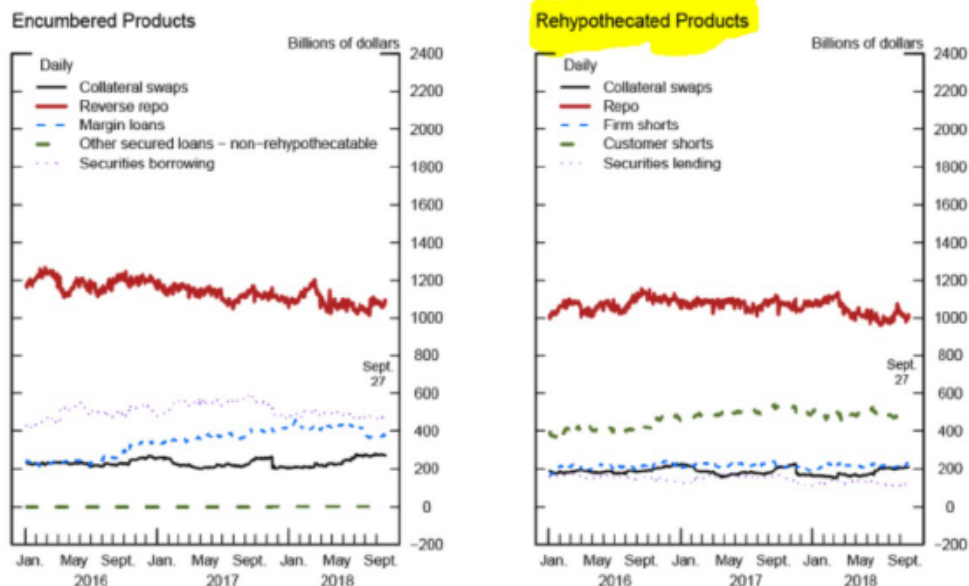 Encumbered Products
Billions of dollars
2400
Daily
Collateral swaps
Reverse repo
Margin loans
Other secured loans – non-rehypothecatable
Securities borrowing
2200
2000
1800
1600
1400
1200
1000
800
Sept.
27
600
400
200
0
−200
Jan. May Sept. Jan. May Sept. Jan. May Sept.
2016 2017 2018
Rehypothecated Products
Billions of dollars
2400
Daily
Collateral swaps
Repo
Firm shorts
Customer shorts
Securities lending
2200
2000
1800
1600
1400
1200
1000
800
Sept.
27
600
400
200
0
−200
Jan. May Sept. Jan. May Sept. Jan. May Sept.
2016 2017 2018